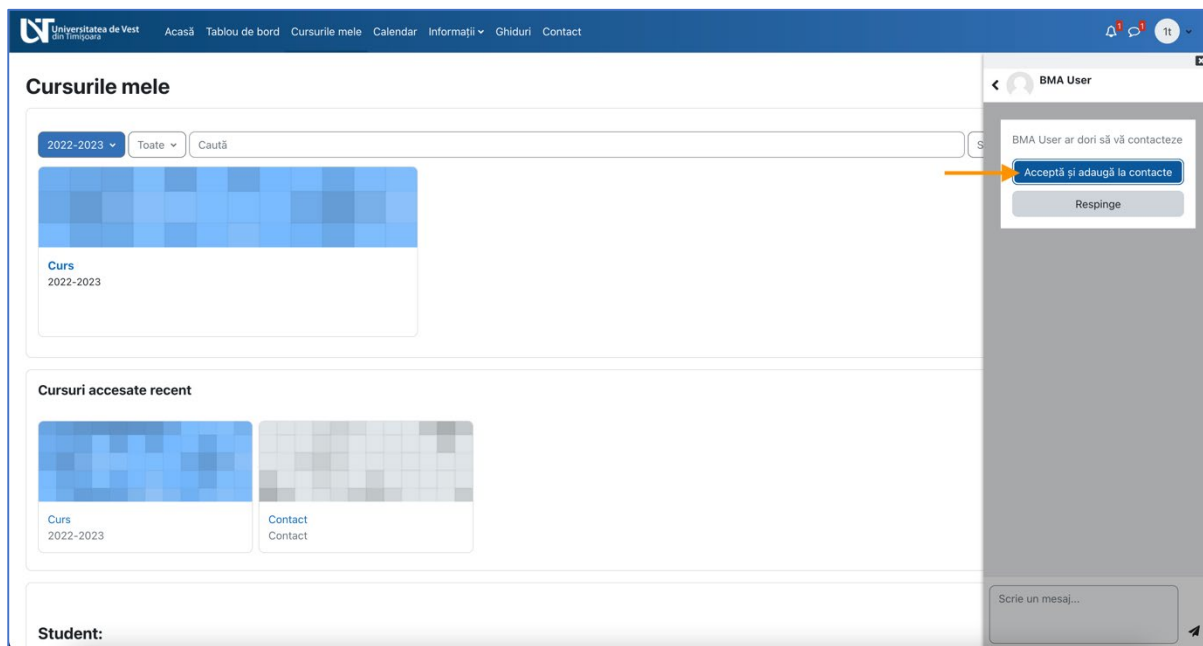 Universitatea de Vest
din Timișoara
Acasă Tablou de bord Cursurile mele Calendar Informații Ghiduri Contact
1 1 1t
Cursurile mele
BMA User
2022-2023 Toate Caută S
BMA User ar dori să vă contacteze
Acceptă și adaugă la contacte
Respinge
Curs
2022-2023
Cursuri accesate recent
Curs Contact
2022-2023 Contact
Scrie un mesaj...
Student: